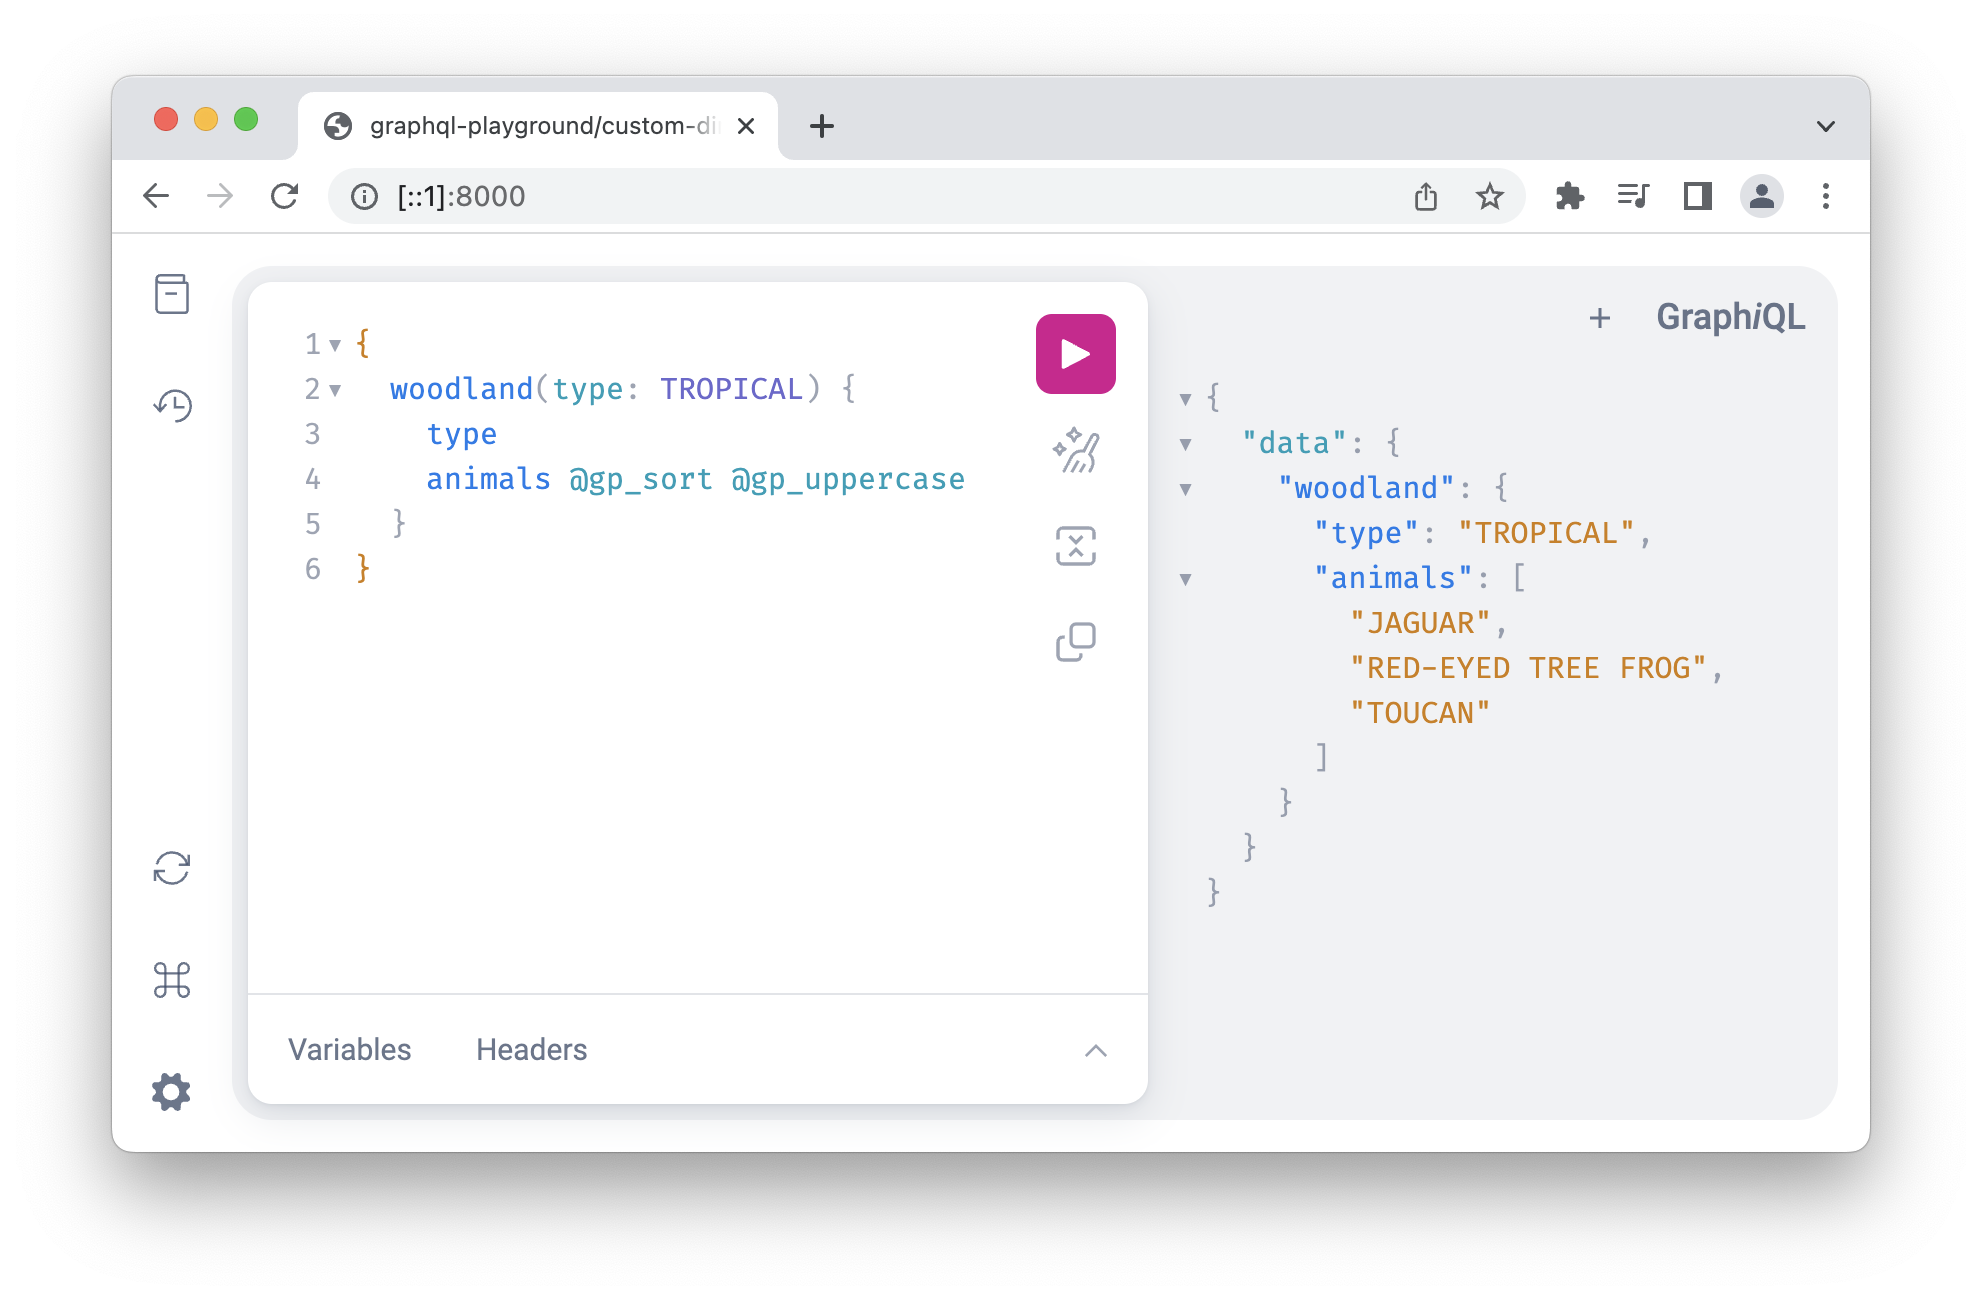 graphql-playground/custom-di
[::1]:8000
1 {
2 woodland(type: TROPICAL) {
3 type
4 animals @gp_sort @gp_uppercase
5 }
6 }
Variables Headers
+ GraphiQL
{
"data": {
"woodland": {
"type": "TROPICAL",
"animals": [
"JAGUAR",
"RED-EYED TREE FROG",
"TOUCAN"
]
}
}
}